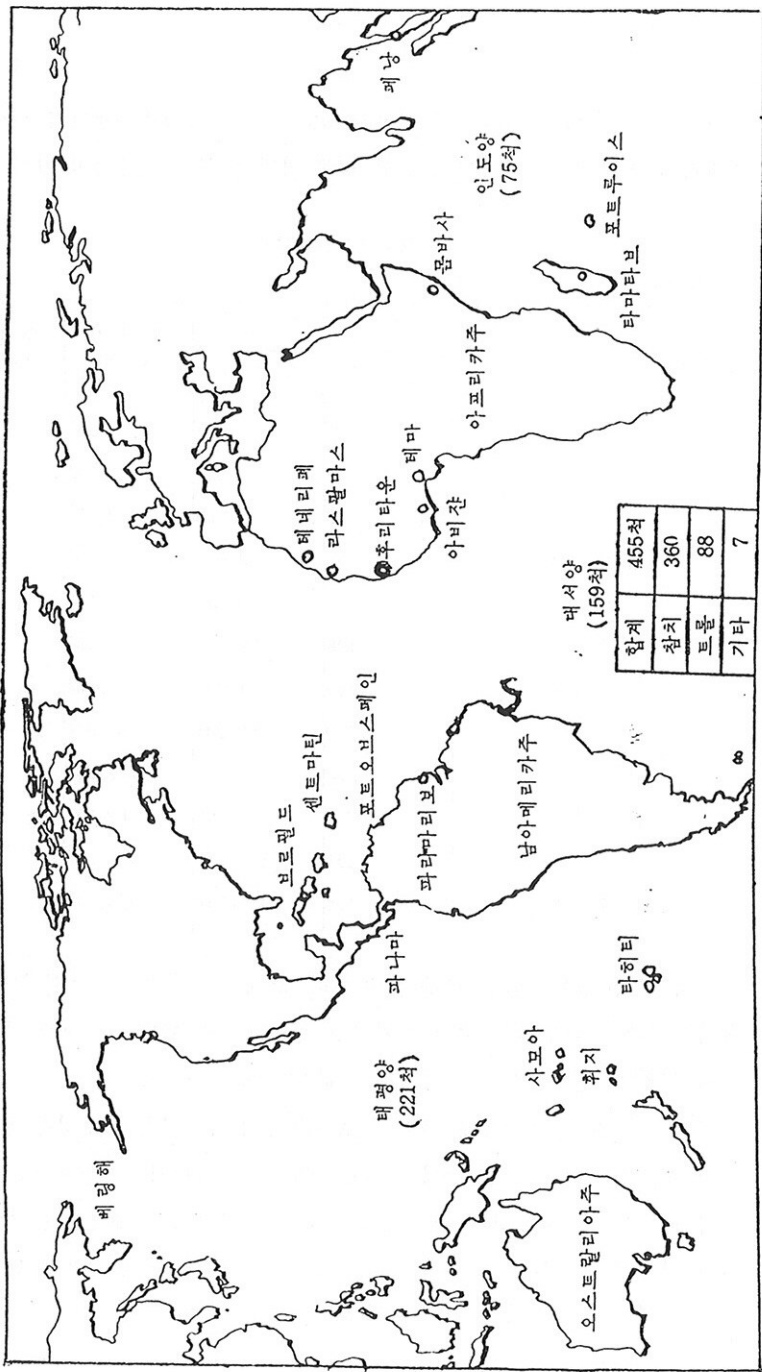 베링해
태평양
(221척)
오스트랄리아주
사모아
휘지
타히티
파나마
브르필드
센트마틴
포트오브스페인
파라마리보
남아메리카주
대서양
(159척)
합계 455척
참치 360
트롤 88
기타 7
테네리페
라스팔마스
후리타운
아비쟌
테마
아프리카주
몸바사
타마타브
포트루이스
인도양
(75척)
페낭